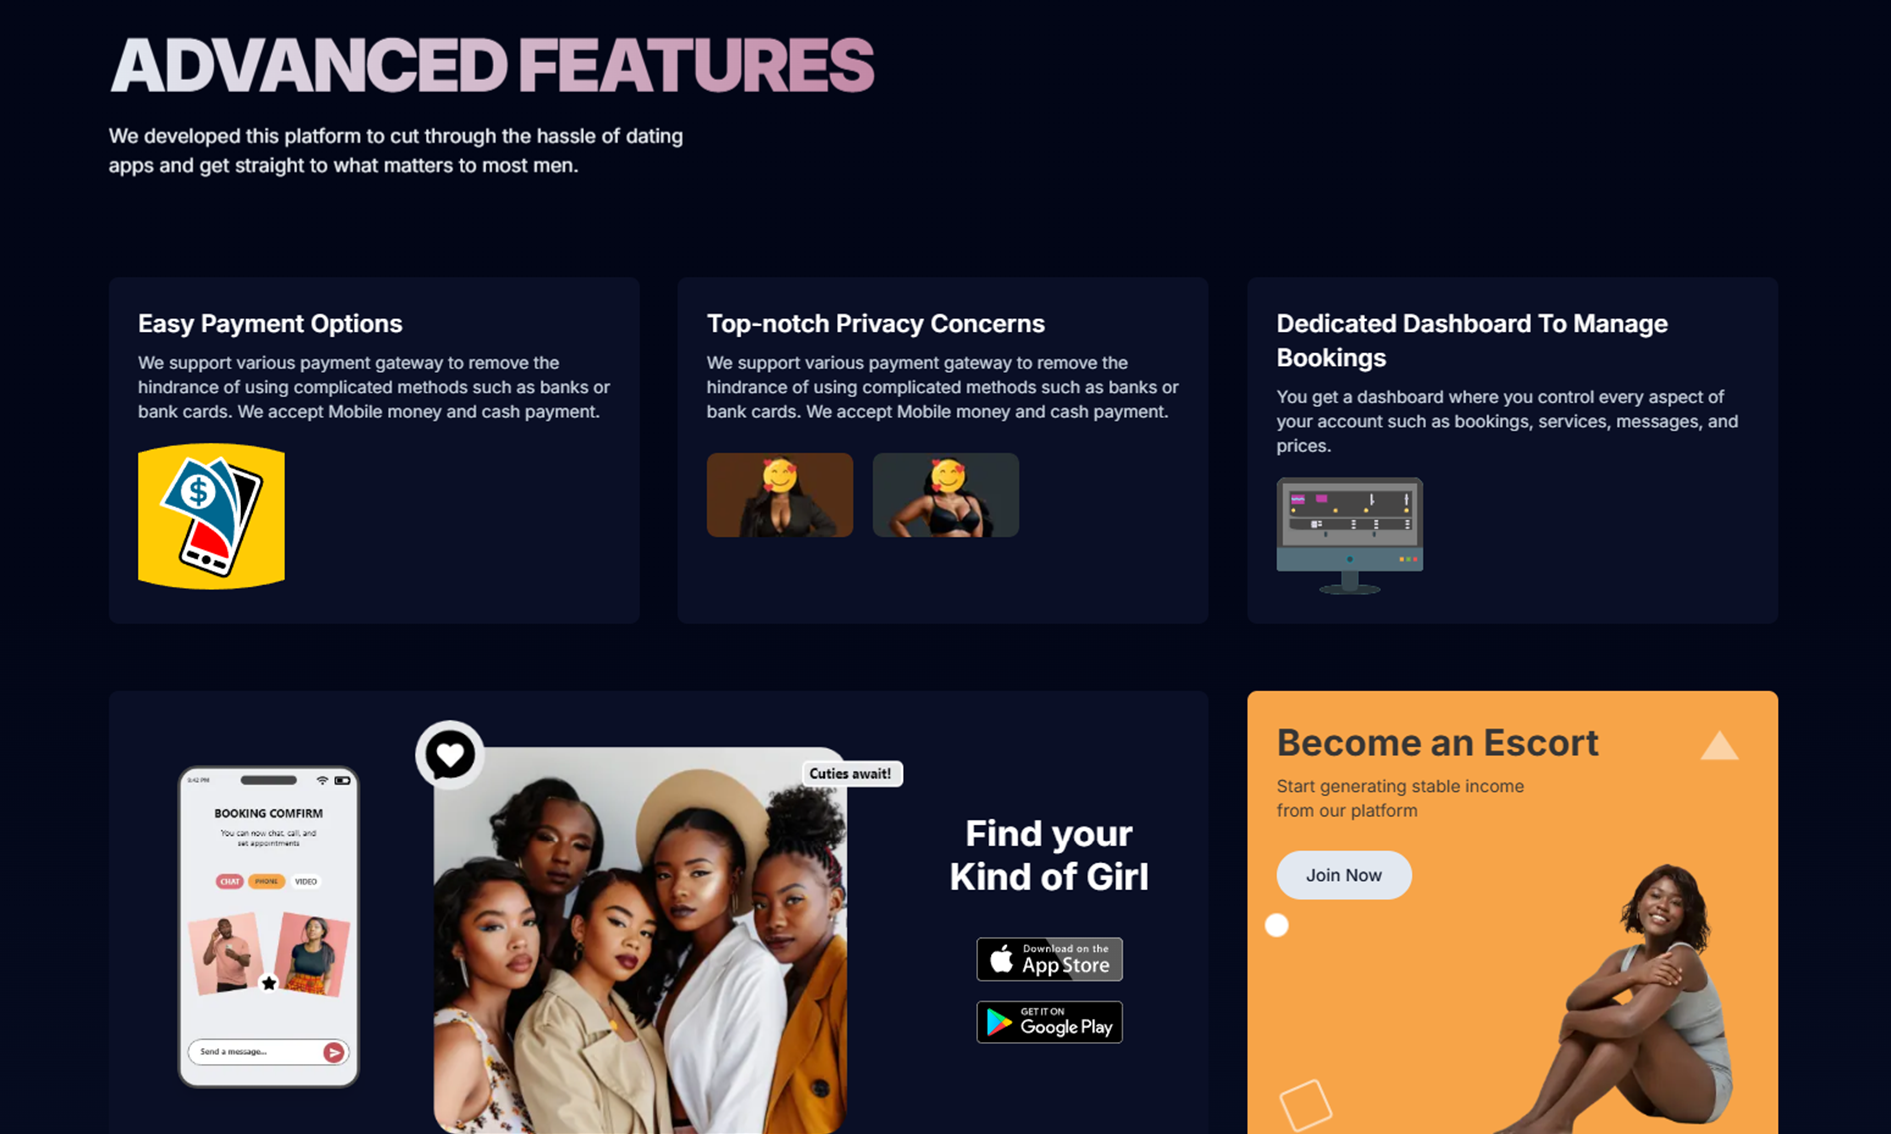 ADVANCED FEATURES
We developed this platform to cut through the hassle of dating
apps and get straight to what matters to most men.
Easy Payment Options
We support various payment gateway to remove the
hindrance of using complicated methods such as banks or
bank cards. We accept Mobile money and cash payment.
$
Top-notch Privacy Concerns
We support various payment gateway to remove the
hindrance of using complicated methods such as banks or
bank cards. We accept Mobile money and cash payment.
Dedicated Dashboard To Manage
Bookings
You get a dashboard where you control every aspect of
your account such as bookings, services, messages, and
prices.
9:42 PM
BOOKING COMFIRM
You can now chat, call, and
set appointments
CHAT PHONE VIDEO
Send a message...
Cuties await!
Find your
Kind of Girl
Download on the
App Store
GET IT ON
Google Play
Become an Escort
Start generating stable income
from our platform
Join Now